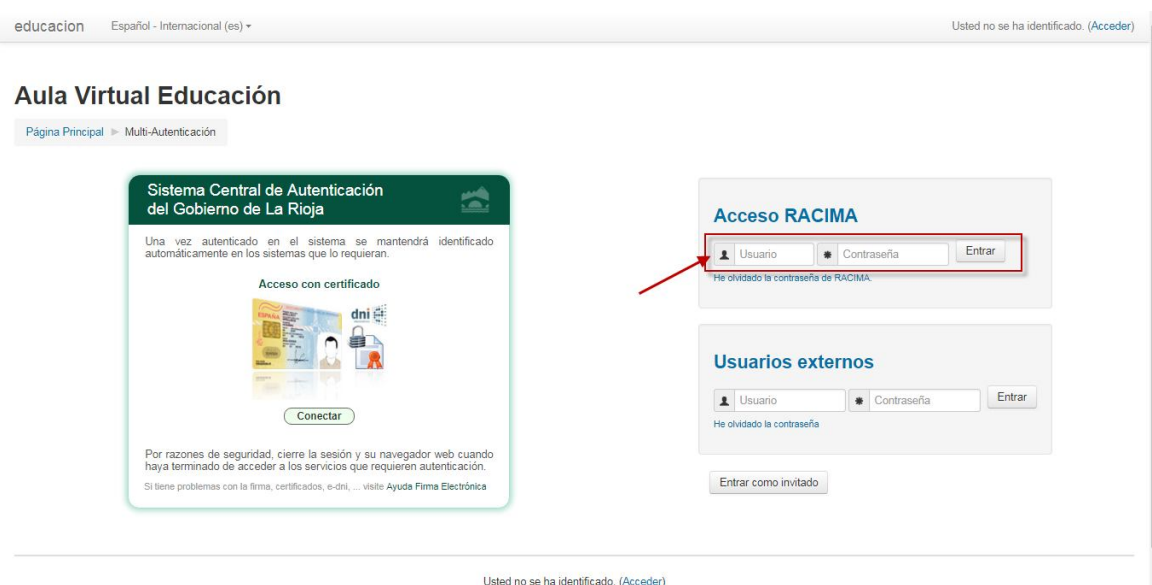 educacion Español - Internacional (es) Usted no se ha identificado. (Acceder)
Aula Virtual Educación
Página Principal Multi-Autenticación
Sistema Central de Autenticación
del Gobierno de La Rioja
Una vez autenticado en el sistema se mantendrá identificado
automáticamente en los sistemas que lo requieran.
Acceso con certificado
ESPAÑA
dni
Conectar
Por razones de seguridad, cierre la sesión y su navegador web cuando
haya terminado de acceder a los servicios que requieren autenticación.
Si tiene problemas con la firma, certificados, e-dni, ... visite Ayuda Firma Electrónica
Acceso RACIMA
Usuario Contraseña Entrar
He olvidado la contraseña de RACIMA.
Usuarios externos
Usuario Contraseña Entrar
He olvidado la contraseña
Entrar como invitado
Usted no se ha identificado. (Acceder)